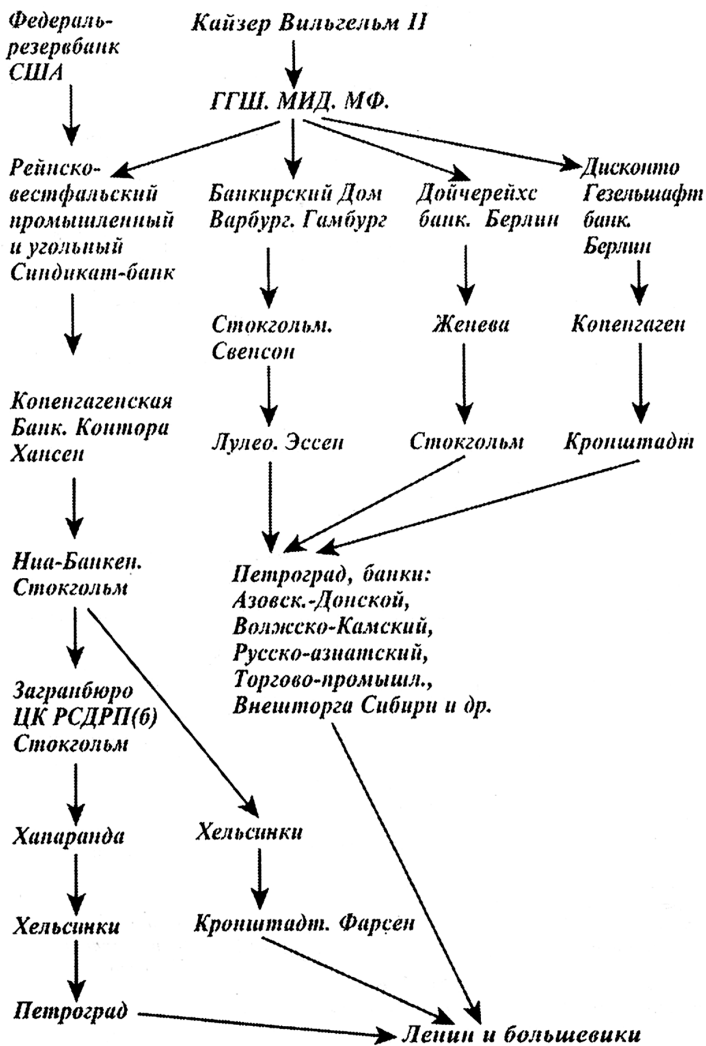 Федераль-
резервбанк
США
Кайзер Вильгельм II
ГГШ. МИД. МФ.
Рейнско-
вестфальский
промышленный
и угольный
Синдикат-банк
Банкирский Дом
Варбург. Гамбург
Дойчерейхс
банк. Берлин
Дисконто
Гезельшафт
банк.
Берлин
Стокгольм.
Свенсон
Женева
Копенгаген
Копенгагенская
Банк. Контора
Хансен
Лулео. Эссен
Стокгольм
Кронштадт
Ниа-Банкен.
Стокгольм
Петроград, банки:
Азовск.-Донской,
Волжско-Камский,
Русско-азиатский,
Торгово-промышл.,
Внешторга Сибири и др.
Загранбюро
ЦК РСДРП(б)
Стокгольм
Хапаранда
Хельсинки
Хельсинки
Кронштадт. Фарсен
Петроград
Ленин и большевики